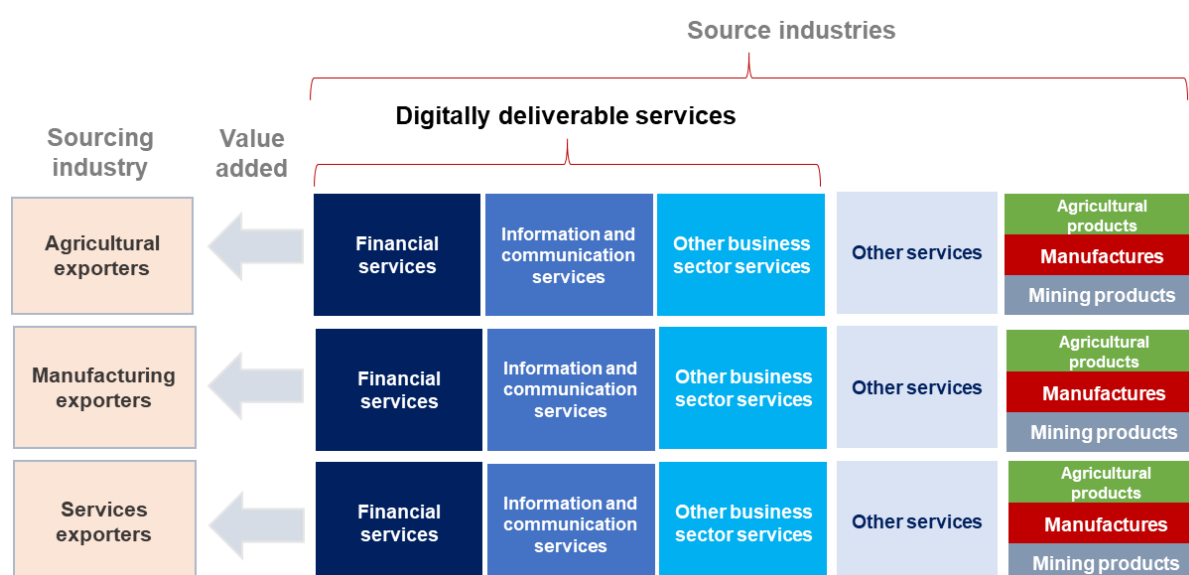 Source industries
Digitally deliverable services
Sourcing
industry
Value
added
Agricultural
exporters
Financial
services
Information and
communication
services
Other business
sector services
Other services
Agricultural
products
Manufactures
Mining products
Manufacturing
exporters
Financial
services
Information and
communication
services
Other business
sector services
Other services
Agricultural
products
Manufactures
Mining products
Services
exporters
Financial
services
Information and
communication
services
Other business
sector services
Other services
Agricultural
products
Manufactures
Mining products